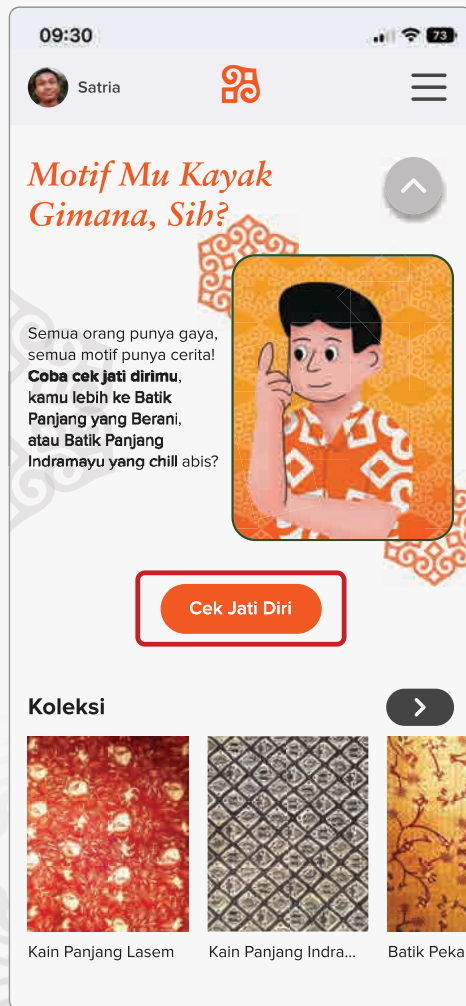 09:30
73
Satria
Motif Mu Kayak
Gimana, Sih?
Semua orang punya gaya,
semua motif punya cerita!
Coba cek jati dirimu,
kamu lebih ke Batik
Panjang yang Berani,
atau Batik Panjang
Indramayu yang chill abis?
Cek Jati Diri
Koleksi
Kain Panjang Lasem
Kain Panjang Indra...
Batik Peka